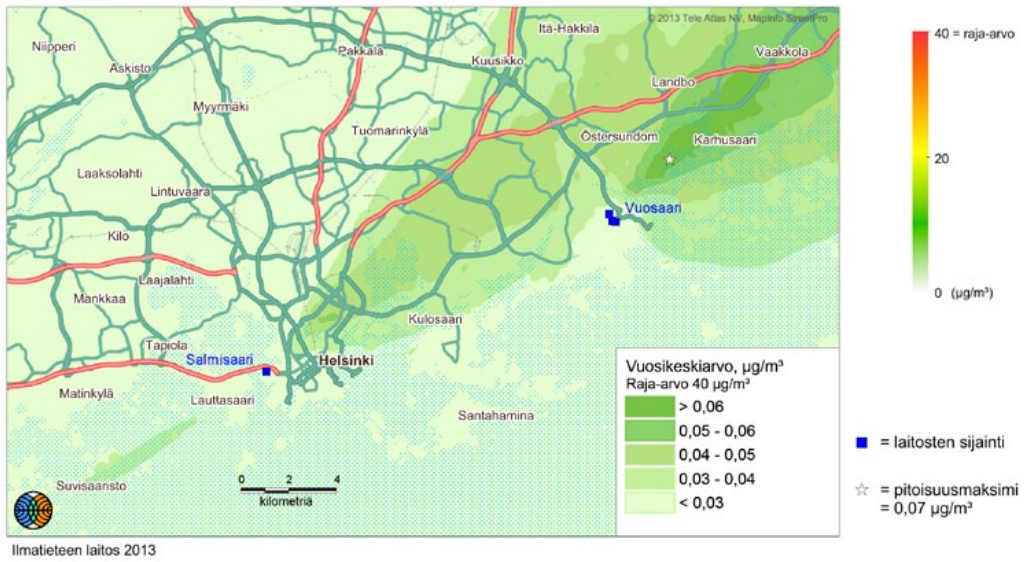 © 2013 Tele Atlas NV, MapInfo StreetPro
Itä-Hakkila
Niipperi
Pakkala
Kuusikko
Vaakkola
Askisto
Landbo
Myyrmäki
Tuomarinkylä
Östersundom
Karhusaari
Laaksolahti
Lintuvaara
Vuosaari
Kilo
Laajalahti
Mankkaa
Kulosaari
Tapiola
Salmisaari
Helsinki
Matinkylä
Lauttasaari
Santahamina
Suvisaaristo
0 2 4
kilometriä
Vuosikeskiarvo, µg/m³
Raja-arvo 40 µg/m³
> 0,06
0,05 - 0,06
0,04 - 0,05
0,03 - 0,04
< 0,03
40 = raja-arvo
20
0 (µg/m³)
= laitosten sijainti
= pitoisuusmaksimi
= 0,07 µg/m³
Ilmatieteen laitos 2013